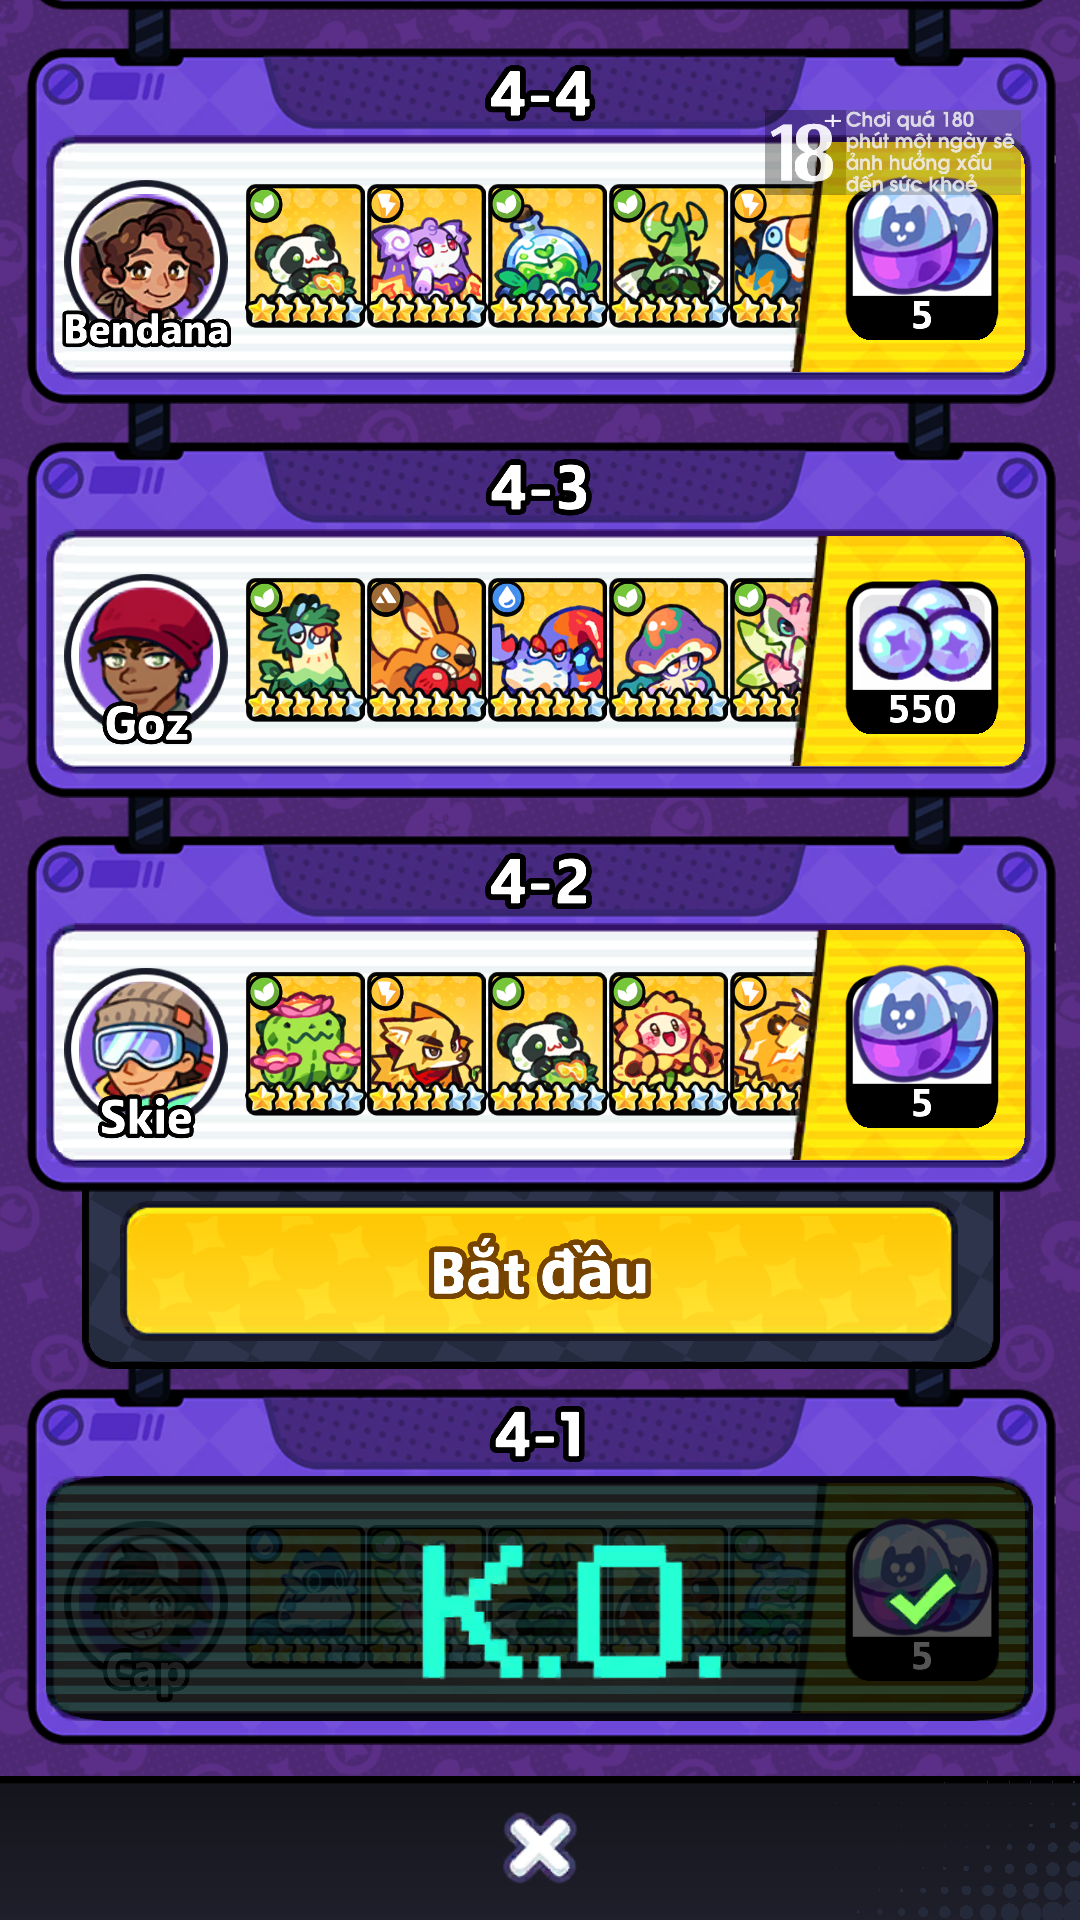 4-4
18+
Chơi quá 180
phút một ngày sẽ
ảnh hưởng xấu
đến sức khoẻ
Bendana
5
4-3
Goz
550
4-2
Skie
5
Bắt đầu
4-1
K.O.
Cap
5